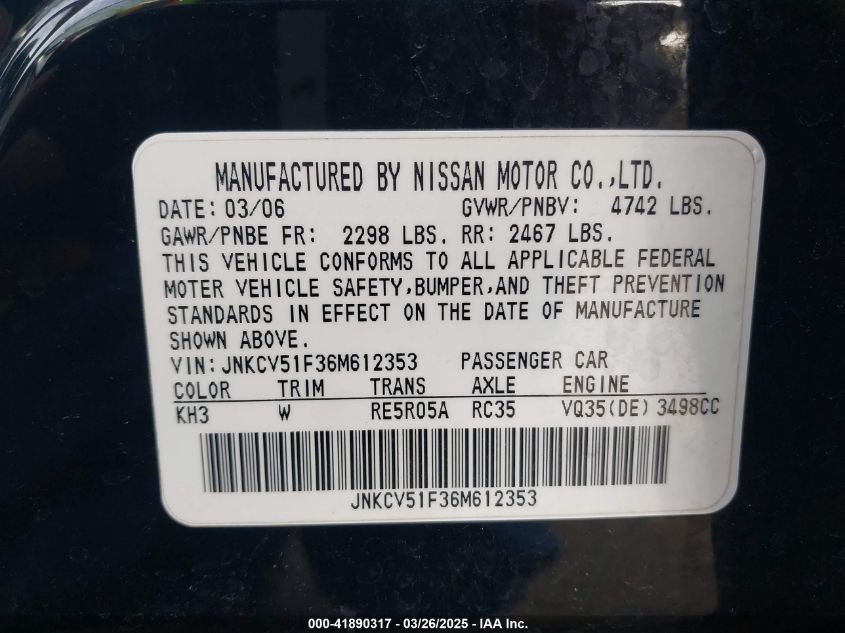 MANUFACTURED BY NISSAN MOTOR CO.,LTD.
DATE: 03/06 GVWR/PNBV: 4742 LBS.
GAWR/PNBE FR: 2298 LBS. RR: 2467 LBS.
THIS VEHICLE CONFORMS TO ALL APPLICABLE FEDERAL
MOTER VEHICLE SAFETY,BUMPER,AND THEFT PREVENTION
STANDARDS IN EFFECT ON THE DATE OF MANUFACTURE
SHOWN ABOVE.
VIN: JNKCV51F36M612353 PASSENGER CAR
COLOR TRIM TRANS AXLE ENGINE
KH3 W RE5R05A RC35 VQ35(DE) 3498CC
JNKCV51F36M612353
000-41890317 / 03/26/2025 - IAA Inc.